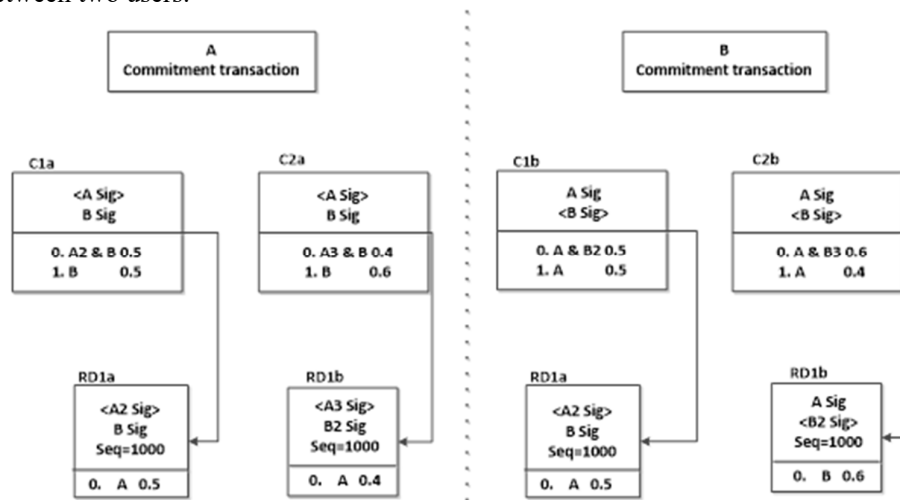 between two users.
A
Commitment transaction
B
Commitment transaction
C1a
<A Sig>
B Sig
0. A2 & B 0.5
1. B 0.5
C2a
<A Sig>
B Sig
0. A3 & B 0.4
1. B 0.6
C1b
A Sig
<B Sig>
0. A & B2 0.5
1. A 0.5
C2b
A Sig
<B Sig>
0. A & B3 0.6
1. A 0.4
RD1a
<A2 Sig>
B Sig
Seq=1000
0. A 0.5
RD1b
<A3 Sig>
B2 Sig
Seq=1000
0. A 0.4
RD1a
<A2 Sig>
B Sig
Seq=1000
0. A 0.5
RD1b
A Sig
<B2 Sig>
Seq=1000
0. B 0.6